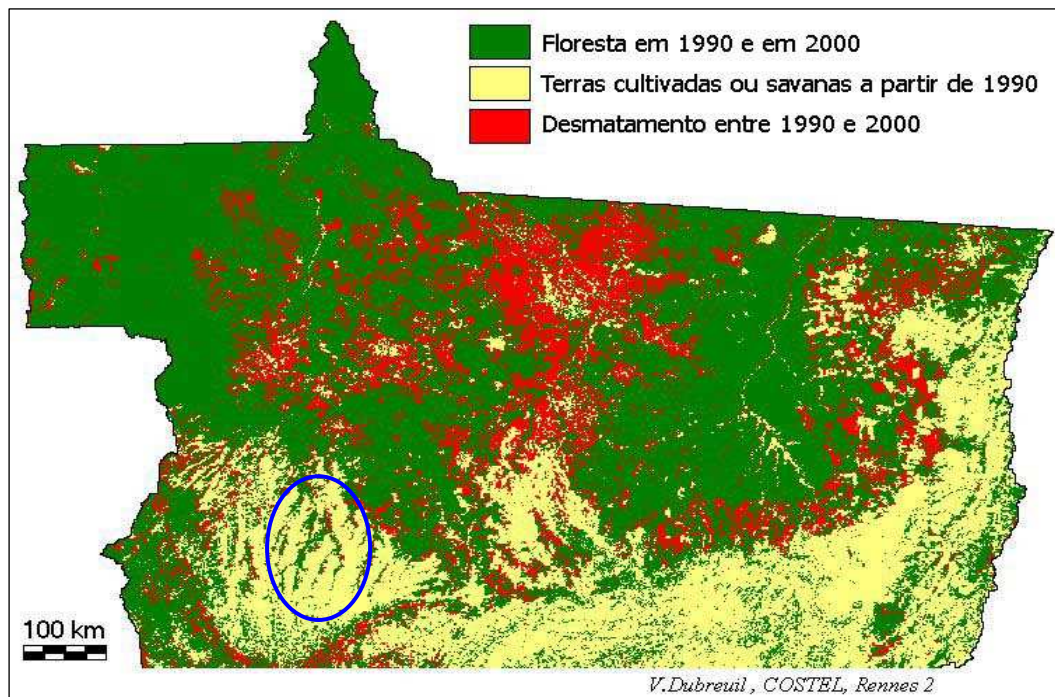 Floresta em 1990 e em 2000
Terras cultivadas ou savanas a partir de 1990
Desmatamento entre 1990 e 2000
100 km
V.Dubreuil , COSTEL, Rennes 2